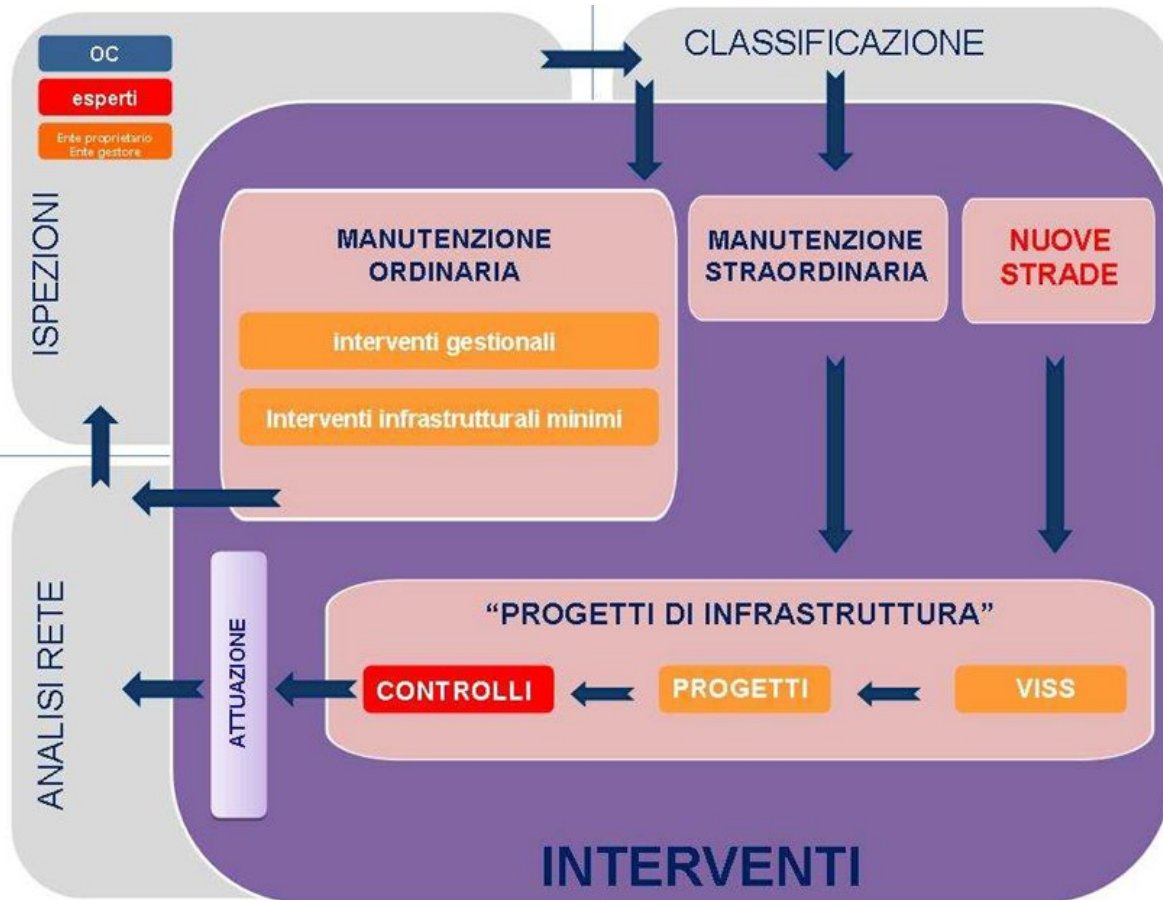 OC
esperti
Ente proprietario
Ente gestore
ISPEZIONI
CLASSIFICAZIONE
MANUTENZIONE
ORDINARIA
interventi gestionali
Interventi infrastrutturali minimi
MANUTENZIONE
STRAORDINARIA
NUOVE
STRADE
ANALISI RETE
ATTUAZIONE
“PROGETTI DI INFRASTRUTTURA”
CONTROLLI
PROGETTI
VISS
INTERVENTI